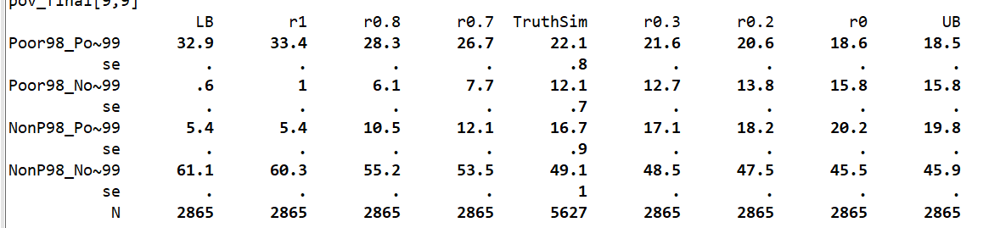 pov_final[9,9]
LB r1 r0.8 r0.7 TruthSim r0.3 r0.2 r0 UB
Poor98_Po~99 32.9 33.4 28.3 26.7 22.1 21.6 20.6 18.6 18.5
se . . . . .8 . . . .
Poor98_No~99 .6 1 6.1 7.7 12.1 12.7 13.8 15.8 15.8
se . . . . .7 . . . .
NonP98_Po~99 5.4 5.4 10.5 12.1 16.7 17.1 18.2 20.2 19.8
se . . . . .9 . . . .
NonP98_No~99 61.1 60.3 55.2 53.5 49.1 48.5 47.5 45.5 45.9
se . . . . 1 . . . .
N 2865 2865 2865 2865 5627 2865 2865 2865 2865